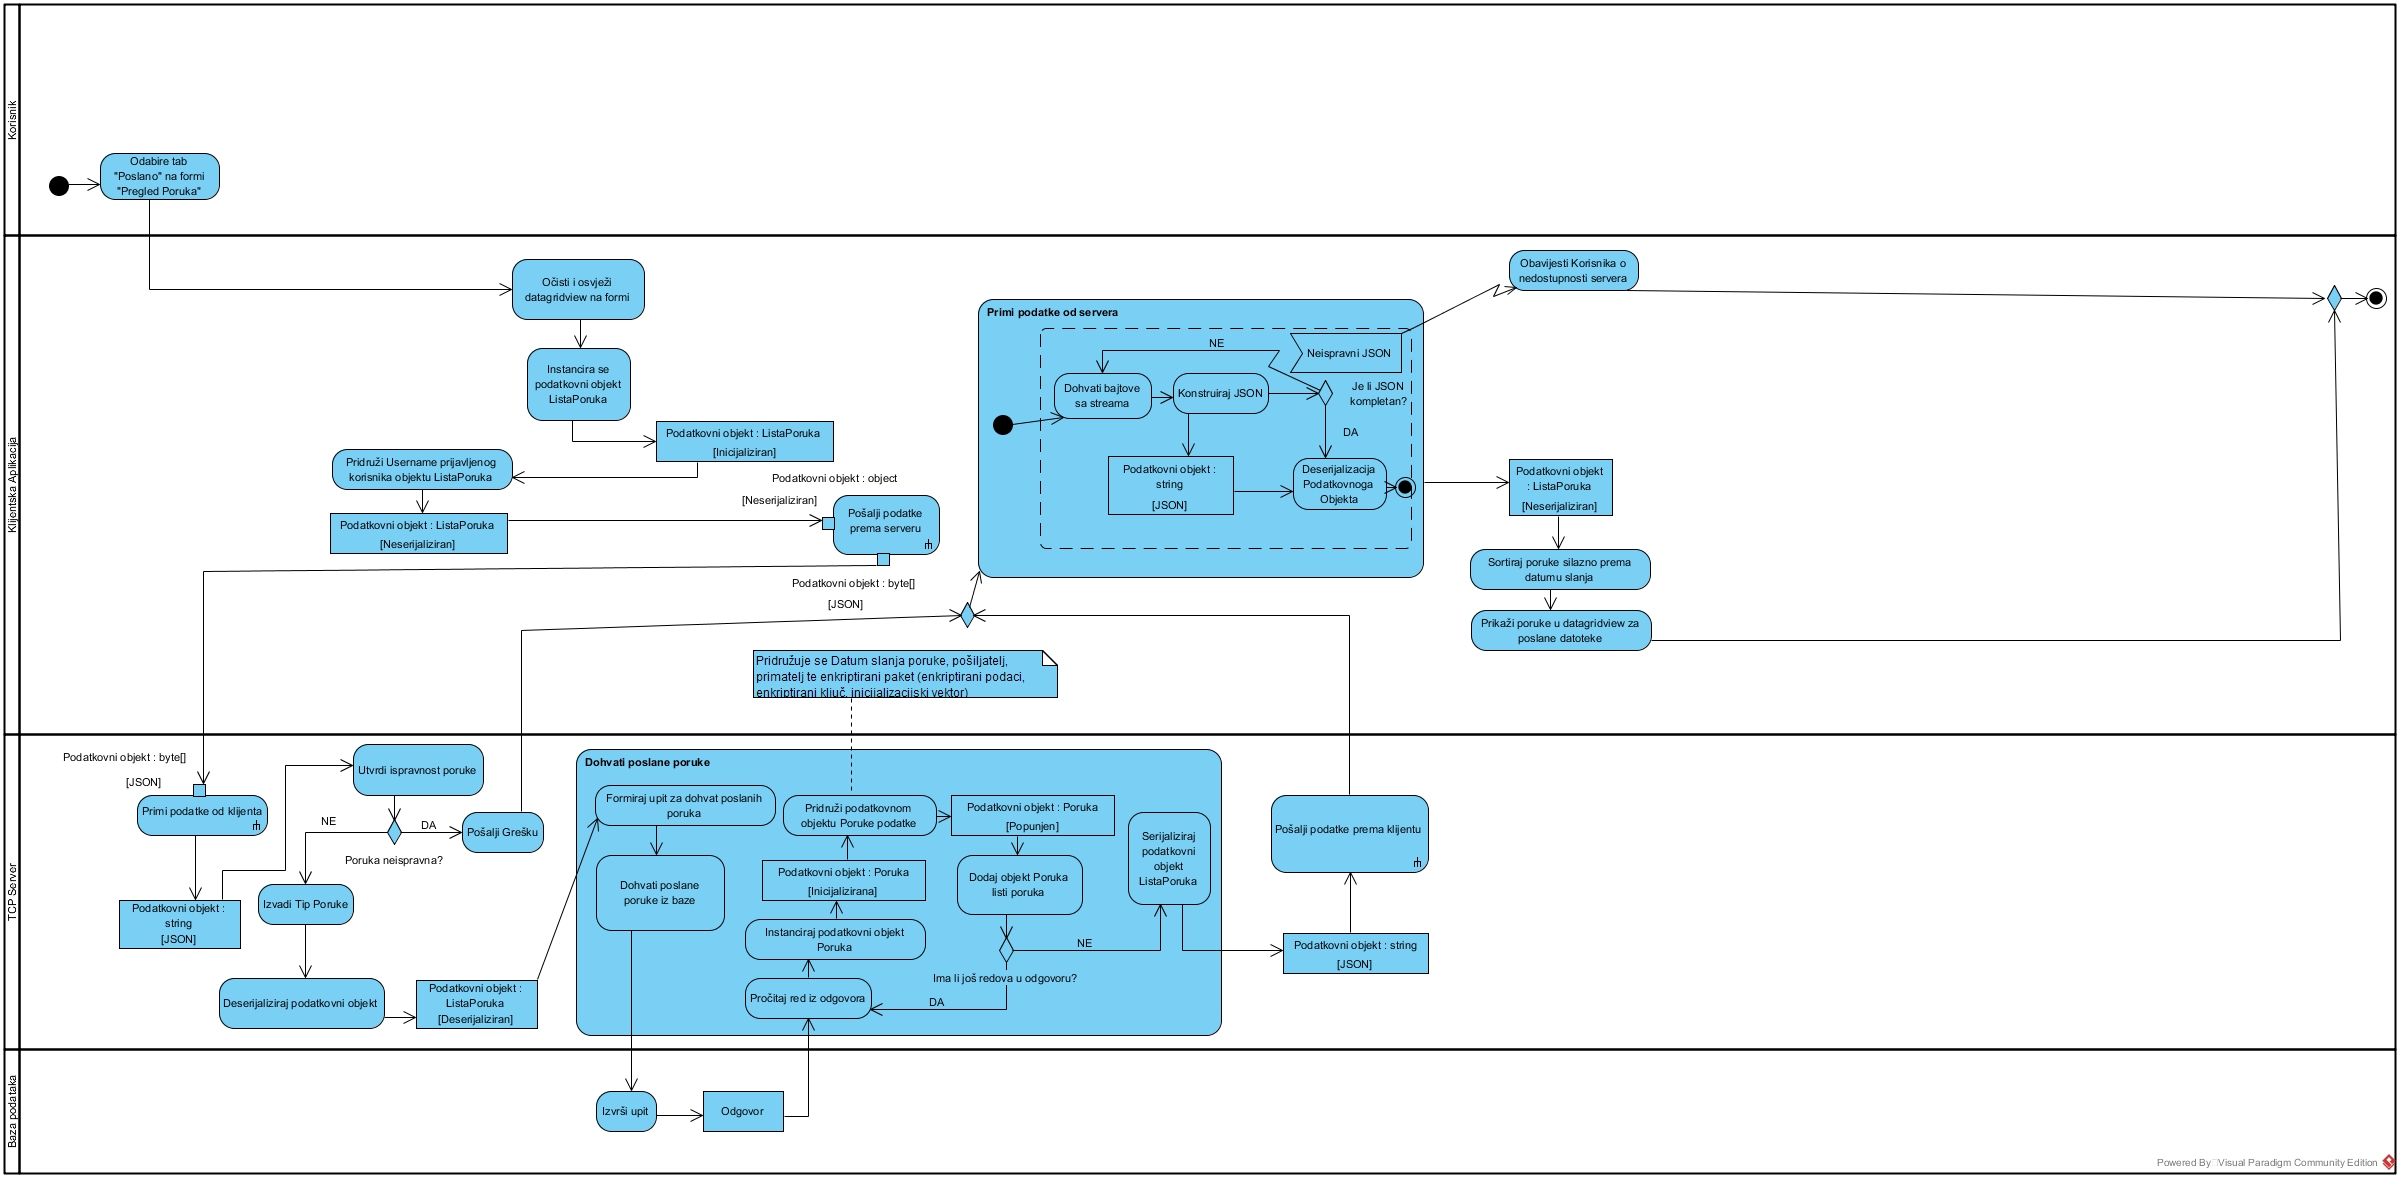 Korisnik
Odabire tab
"Poslano" na formi
"Pregled Poruka"
Klijentska Aplikacija
Očisti i osvježi
datagridview na formi
Instancira se
podatkovni objekt
ListaPoruka
Podatkovni objekt : ListaPoruka
[Inicijaliziran]
Pridruži Username prijavljenog
korisnika objektu ListaPoruka
Podatkovni objekt : ListaPoruka
[Neserijaliziran]
Podatkovni objekt : object
[Neserijaliziran]
Pošalji podatke
prema serveru
Podatkovni objekt : byte[]
[JSON]
Primi podatke od servera
NE
Neispravni JSON
Dohvati bajtove
sa streama
Konstruiraj JSON
Je li JSON
kompletan?
DA
Podatkovni objekt :
string
[JSON]
Deserijalizacija
Podatkovnoga
Objekta
Obavijesti Korisnika o
nedostupnosti servera
Podatkovni objekt
: ListaPoruka
[Neserijaliziran]
Sortiraj poruke silazno prema
datumu slanja
Prikaži poruke u datagridview za
poslane datoteke
Pridružuje se Datum slanja poruke, pošiljatelj,
primatelj te enkriptirani paket (enkriptirani podaci,
enkriptirani ključ, inicijalizacijski vektor)
TCP Server
Podatkovni objekt : byte[]
[JSON]
Primi podatke od klijenta
Podatkovni objekt :
string
[JSON]
Utvrdi ispravnost poruke
NE
DA
Poruka neispravna?
Pošalji Grešku
Izvadi Tip Poruke
Deserijaliziraj podatkovni objekt
Podatkovni objekt :
ListaPoruka
[Deserijaliziran]
Dohvati poslane poruke
Formiraj upit za dohvat poslanih
poruka
Dohvati poslane
poruke iz baze
Pridruži podatkovnom
objektu Poruke podatke
Podatkovni objekt : Poruka
[Popunjen]
Podatkovni objekt : Poruka
[Inicijalizirana]
Dodaj objekt Poruka
listi poruka
Instanciraj podatkovni objekt
Poruka
Pročitaj red iz odgovora
NE
Ima li još redova u odgovoru?
DA
Serijaliziraj
podatkovni
objekt
ListaPoruka
Pošalji podatke prema klijentu
Podatkovni objekt : string
[JSON]
Baza podataka
Izvrši upit
Odgovor
Powered By Visual Paradigm Community Edition